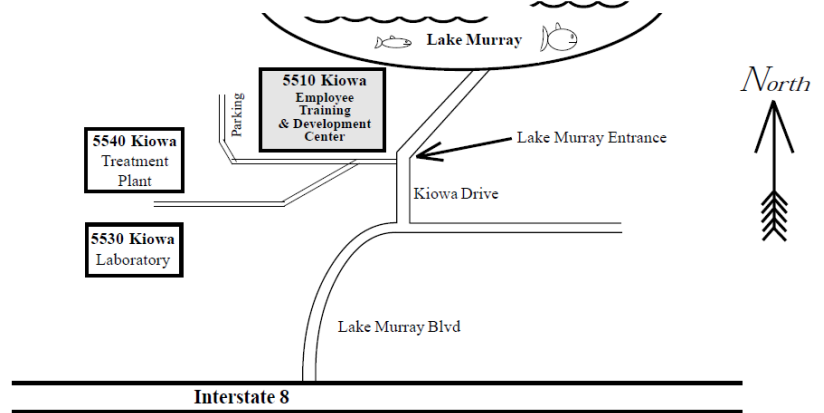 Lake Murray
5510 Kiowa
Employee
Training
& Development
Center
Parking
North
5540 Kiowa
Treatment
Plant
Lake Murray Entrance
Kiowa Drive
5530 Kiowa
Laboratory
Lake Murray Blvd
Interstate 8